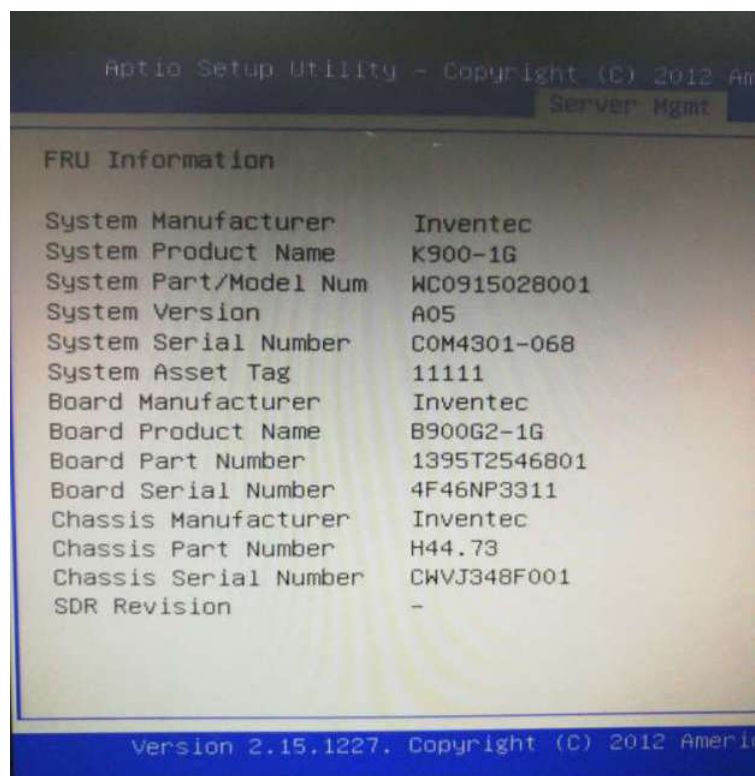 Aptio Setup Utility - Copyright (C) 2012 Am
Server Mgmt
FRU Information
System Manufacturer Inventec
System Product Name K900-1G
System Part/Model Num WC0915028001
System Version A05
System Serial Number COM4301-068
System Asset Tag 11111
Board Manufacturer Inventec
Board Product Name B900G2-1G
Board Part Number 1395T2546801
Board Serial Number 4F46NP3311
Chassis Manufacturer Inventec
Chassis Part Number H44.73
Chassis Serial Number CWVJ348F001
SDR Revision -
Version 2.15.1227. Copyright (C) 2012 Americ